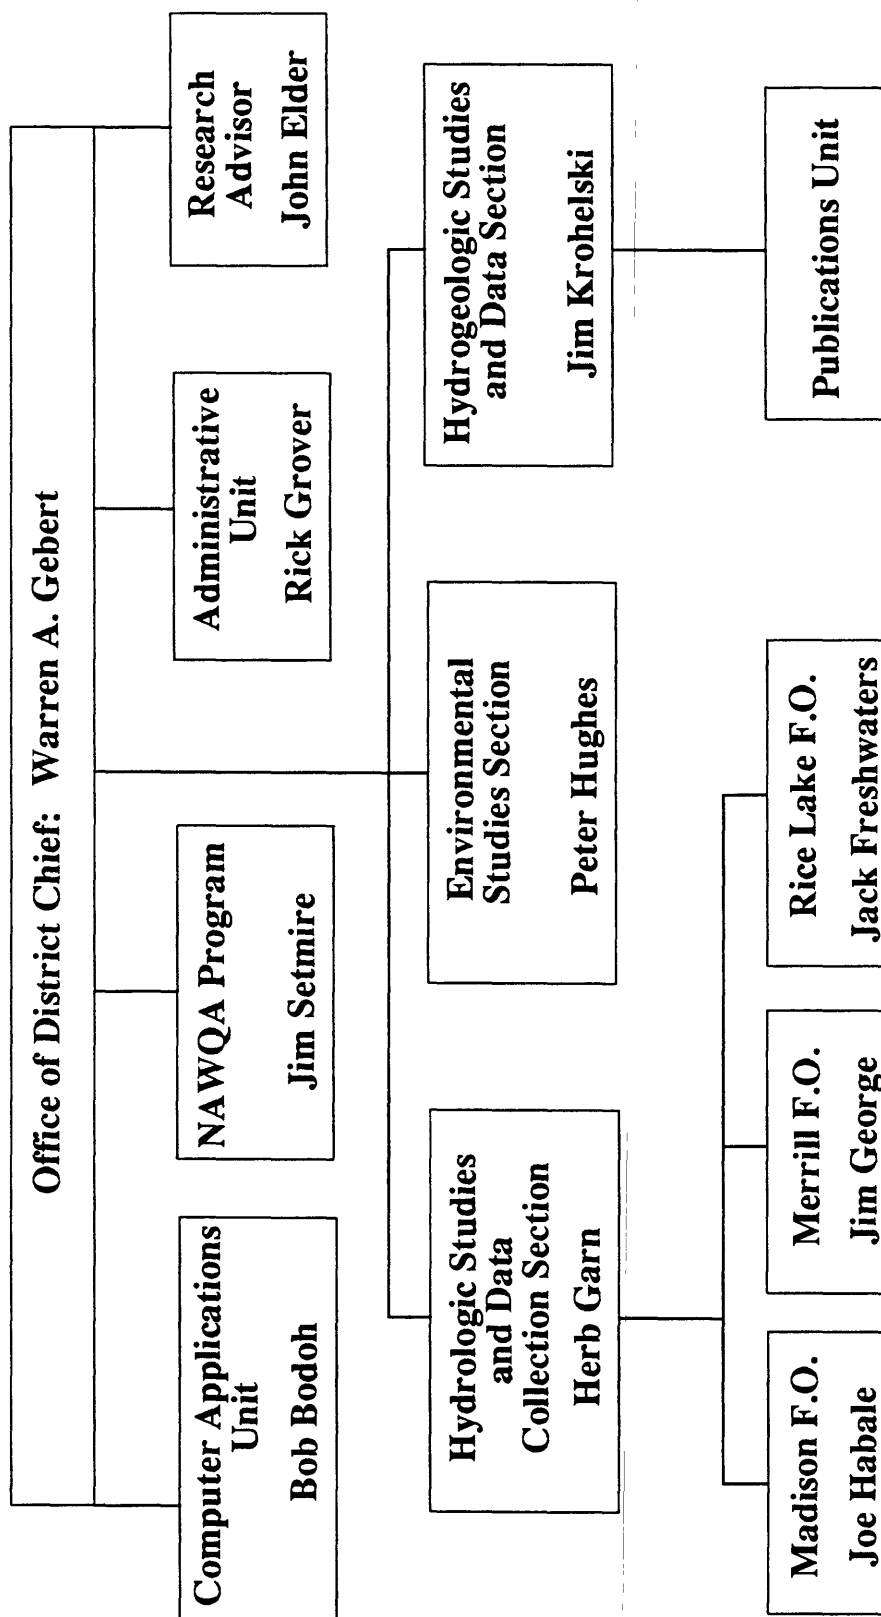 Office of District Chief: Warren A. Gebert
Computer Applications
Unit
Bob Bodoh
NAWQA Program
Jim Setmire
Administrative
Unit
Rick Grover
Research
Advisor
John Elder
Hydrologic Studies
and Data
Collection Section
Herb Garn
Environmental
Studies Section
Peter Hughes
Hydrogeologic Studies
and Data Section
Jim Krohelski
Madison F.O.
Joe Habale
Merrill F.O.
Jim George
Rice Lake F.O.
Jack Freshwaters
Publications Unit